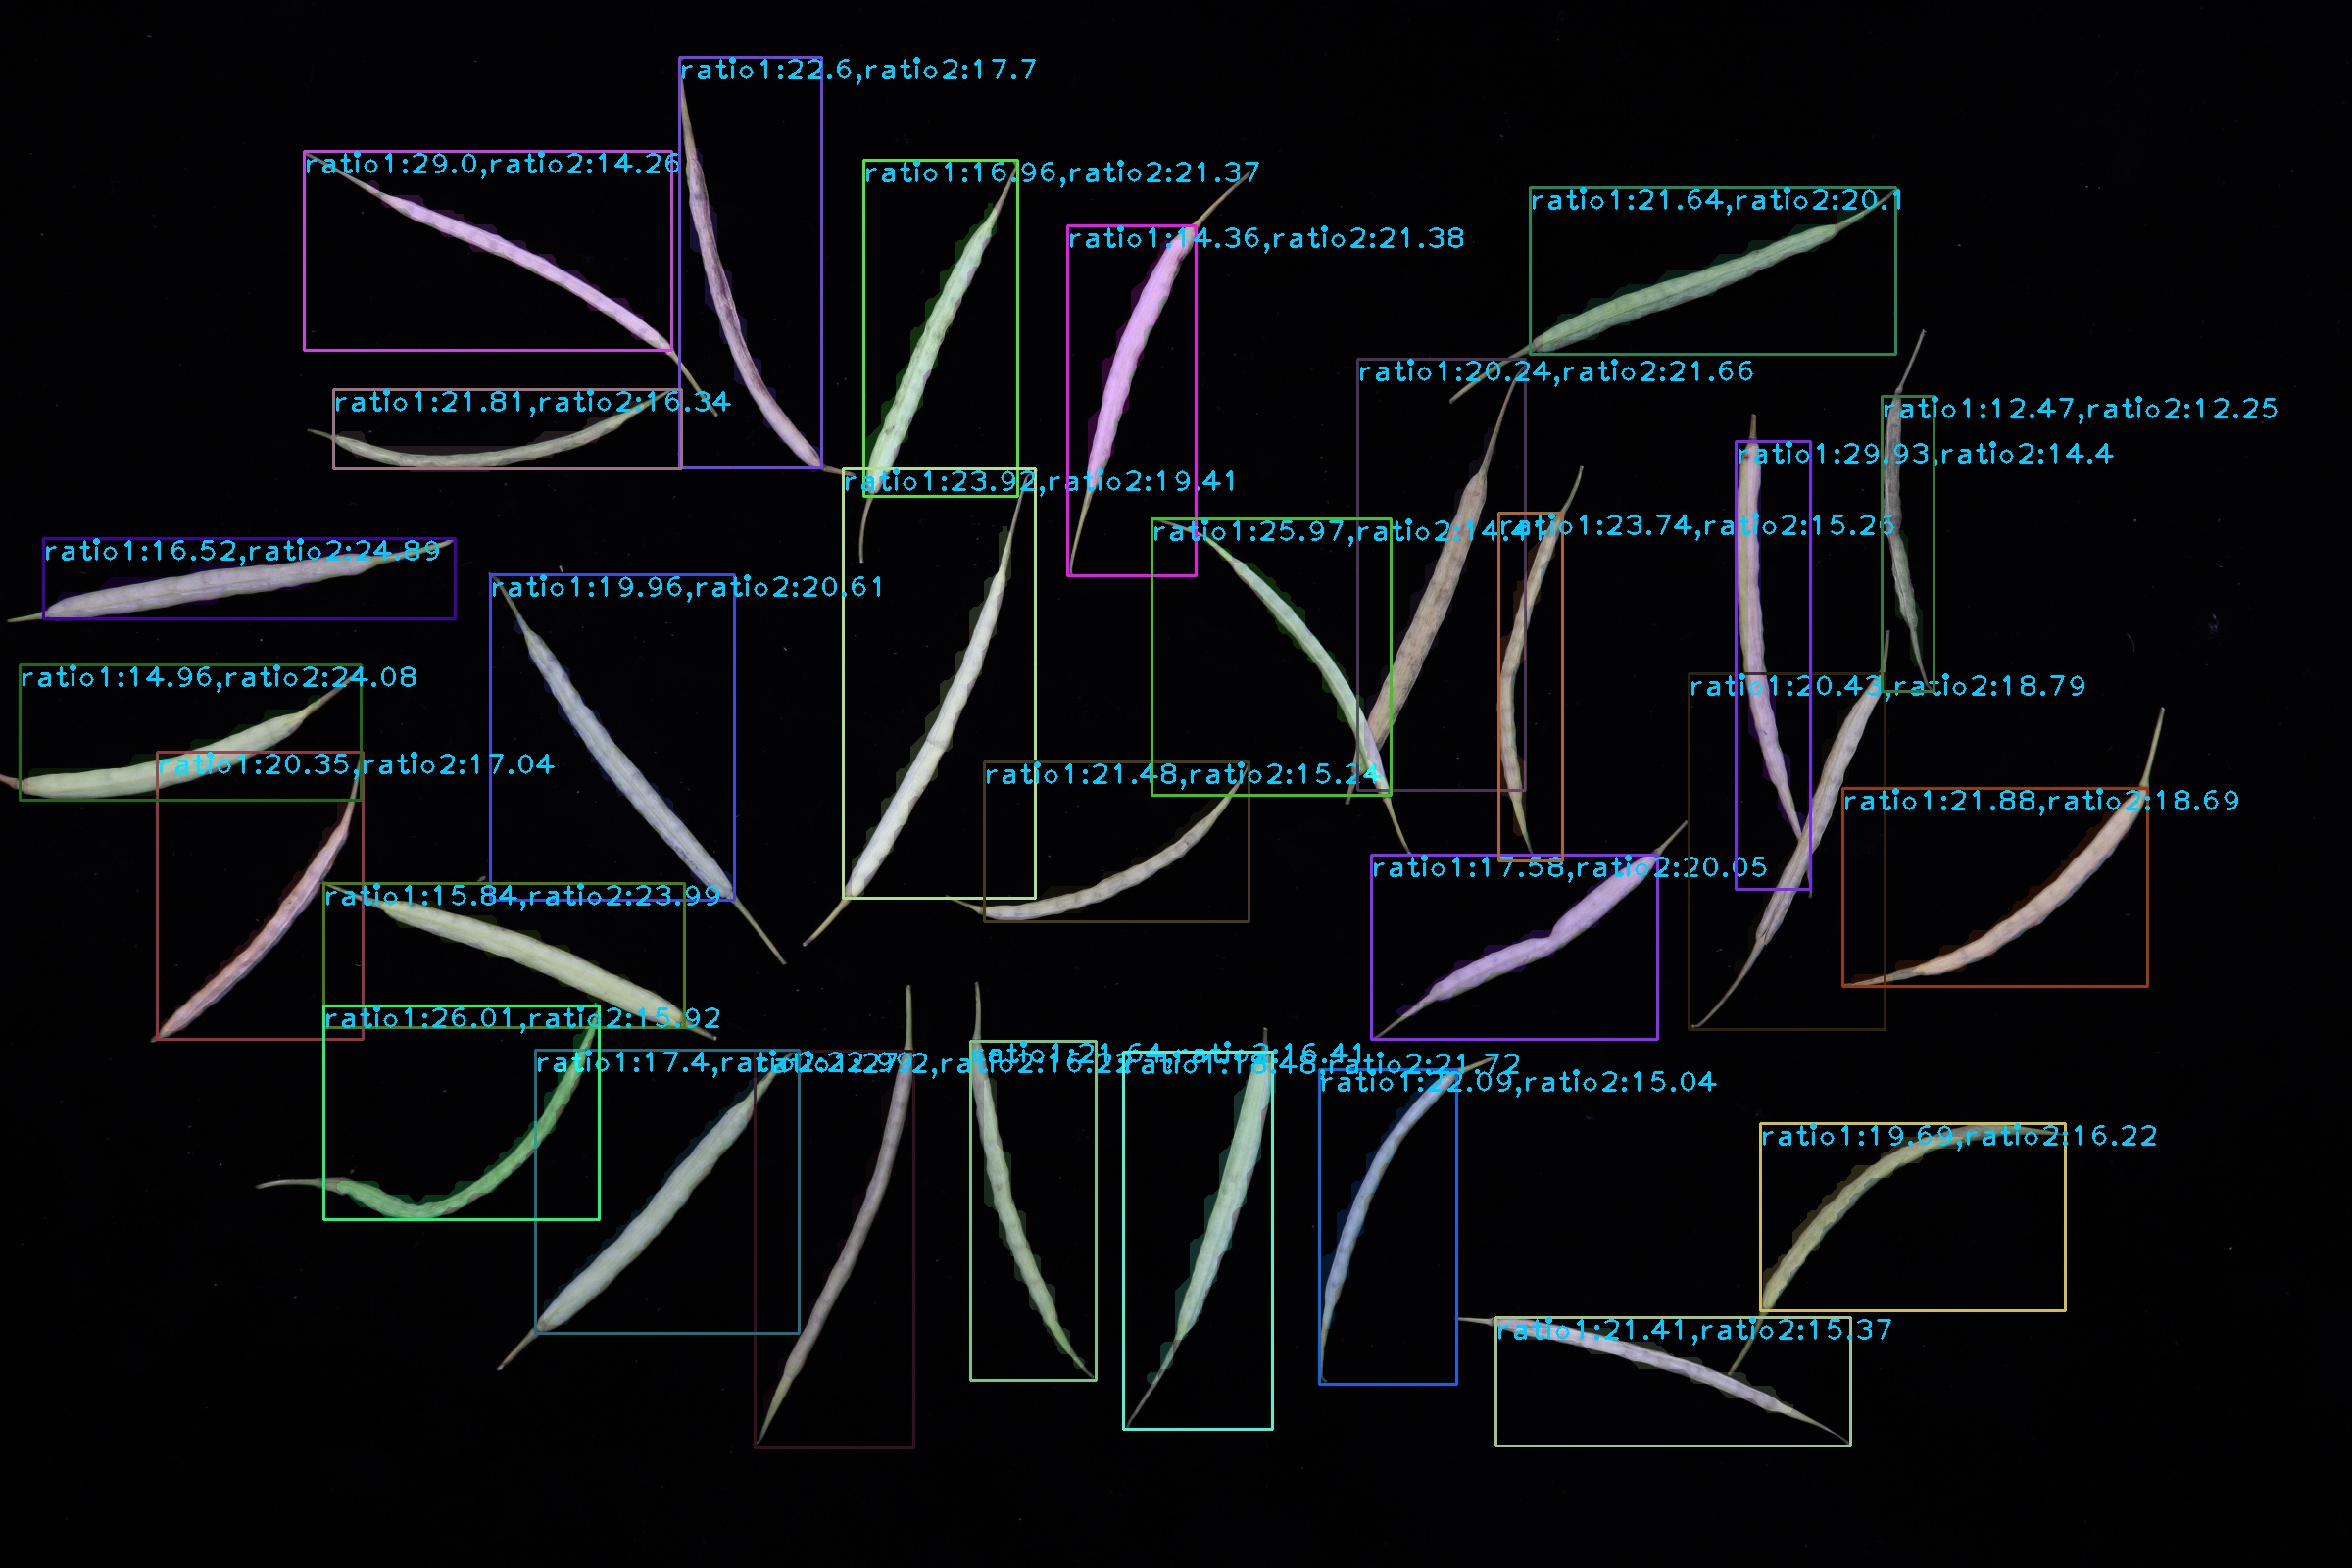 ratio1:22.6,ratio2:17.7
ratio1:29.0,ratio2:14.26
ratio1:16.96,ratio2:21.37
ratio1:14.36,ratio2:21.38
ratio1:21.64,ratio2:20.1
ratio1:20.24,ratio2:21.66
ratio1:21.81,ratio2:16.34
ratio1:12.47,ratio2:12.25
ratio1:29.93,ratio2:14.4
ratio1:23.92,ratio2:19.41
ratio1:25.97,ratio2:14.4
ratio1:23.74,ratio2:15.26
ratio1:16.52,ratio2:24.89
ratio1:19.96,ratio2:20.61
ratio1:14.96,ratio2:24.08
ratio1:20.43,ratio2:18.79
ratio1:20.35,ratio2:17.04
ratio1:21.48,ratio2:15.24
ratio1:21.88,ratio2:18.69
ratio1:17.58,ratio2:20.05
ratio1:15.84,ratio2:23.99
ratio1:26.01,ratio2:15.92
ratio1:17.4,ratio2:22.97
ratio1:21.64,ratio2:16.41
ratio1:18.48,ratio2:21.72
ratio1:22.09,ratio2:15.04
ratio1:19.69,ratio2:16.22
ratio1:21.41,ratio2:15.37